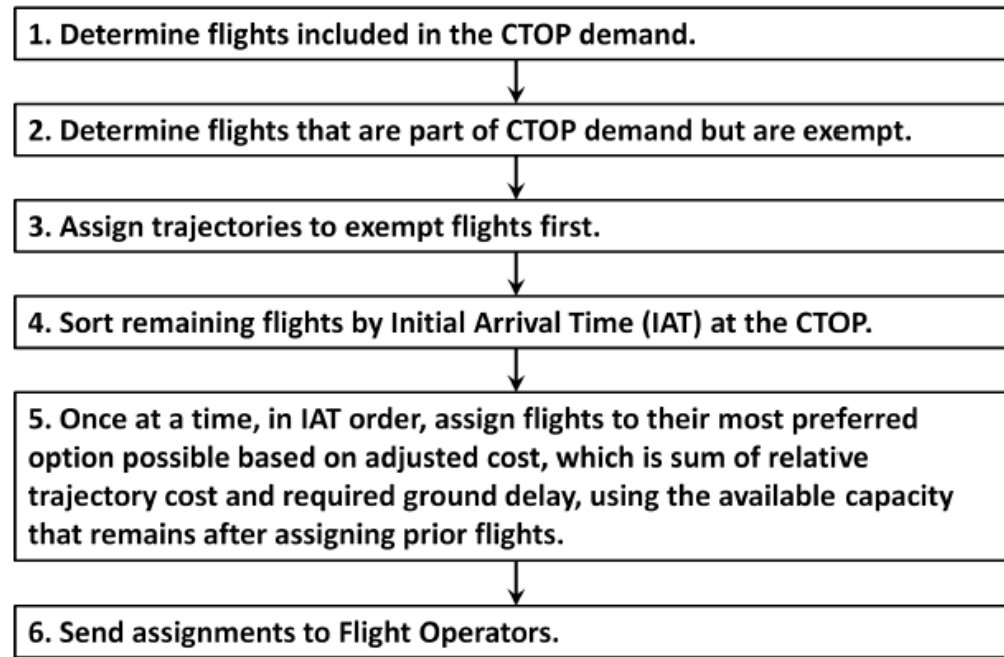 1. Determine flights included in the CTOP demand.
2. Determine flights that are part of CTOP demand but are exempt.
3. Assign trajectories to exempt flights first.
4. Sort remaining flights by Initial Arrival Time (IAT) at the CTOP.
5. Once at a time, in IAT order, assign flights to their most preferred
option possible based on adjusted cost, which is sum of relative
trajectory cost and required ground delay, using the available capacity
that remains after assigning prior flights.
6. Send assignments to Flight Operators.